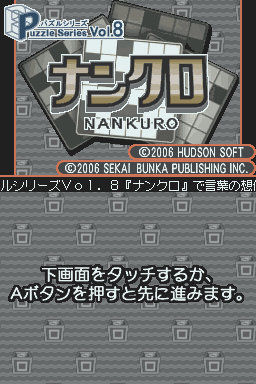 パズルシリーズ
Puzzle Series Vol.8
ナンクロ
NANKURO
©2006 HUDSON SOFT
©2006 SEKAI BUNKA PUBLISHING INC.
ルシリーズVol.8『ナンクロ』で言葉の想像
下画面をタッチするか、
Aボタンを押すと先に進みます。